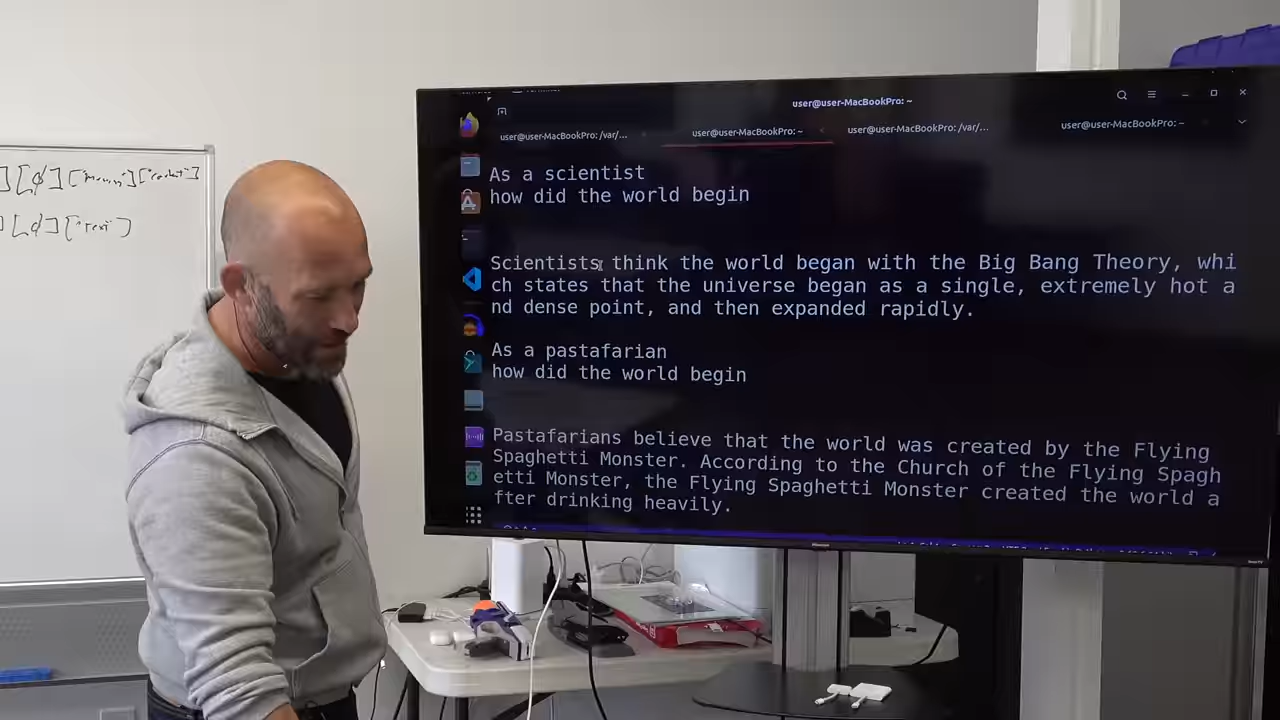 user@user-MacBookPro: ~
user@user-MacBookPro: /var/...
user@user-MacBookPro: ~
user@user-MacBookPro: /var/...
user@user-MacBookPro: ~
As a scientist
how did the world begin
Scientists think the world began with the Big Bang Theory, whi
ch states that the universe began as a single, extremely hot a
nd dense point, and then expanded rapidly.
As a pastafarian
how did the world begin
Pastafarians believe that the world was created by the Flying
Spaghetti Monster. According to the Church of the Flying Spagh
etti Monster, the Flying Spaghetti Monster created the world a
fter drinking heavily.
["text"]